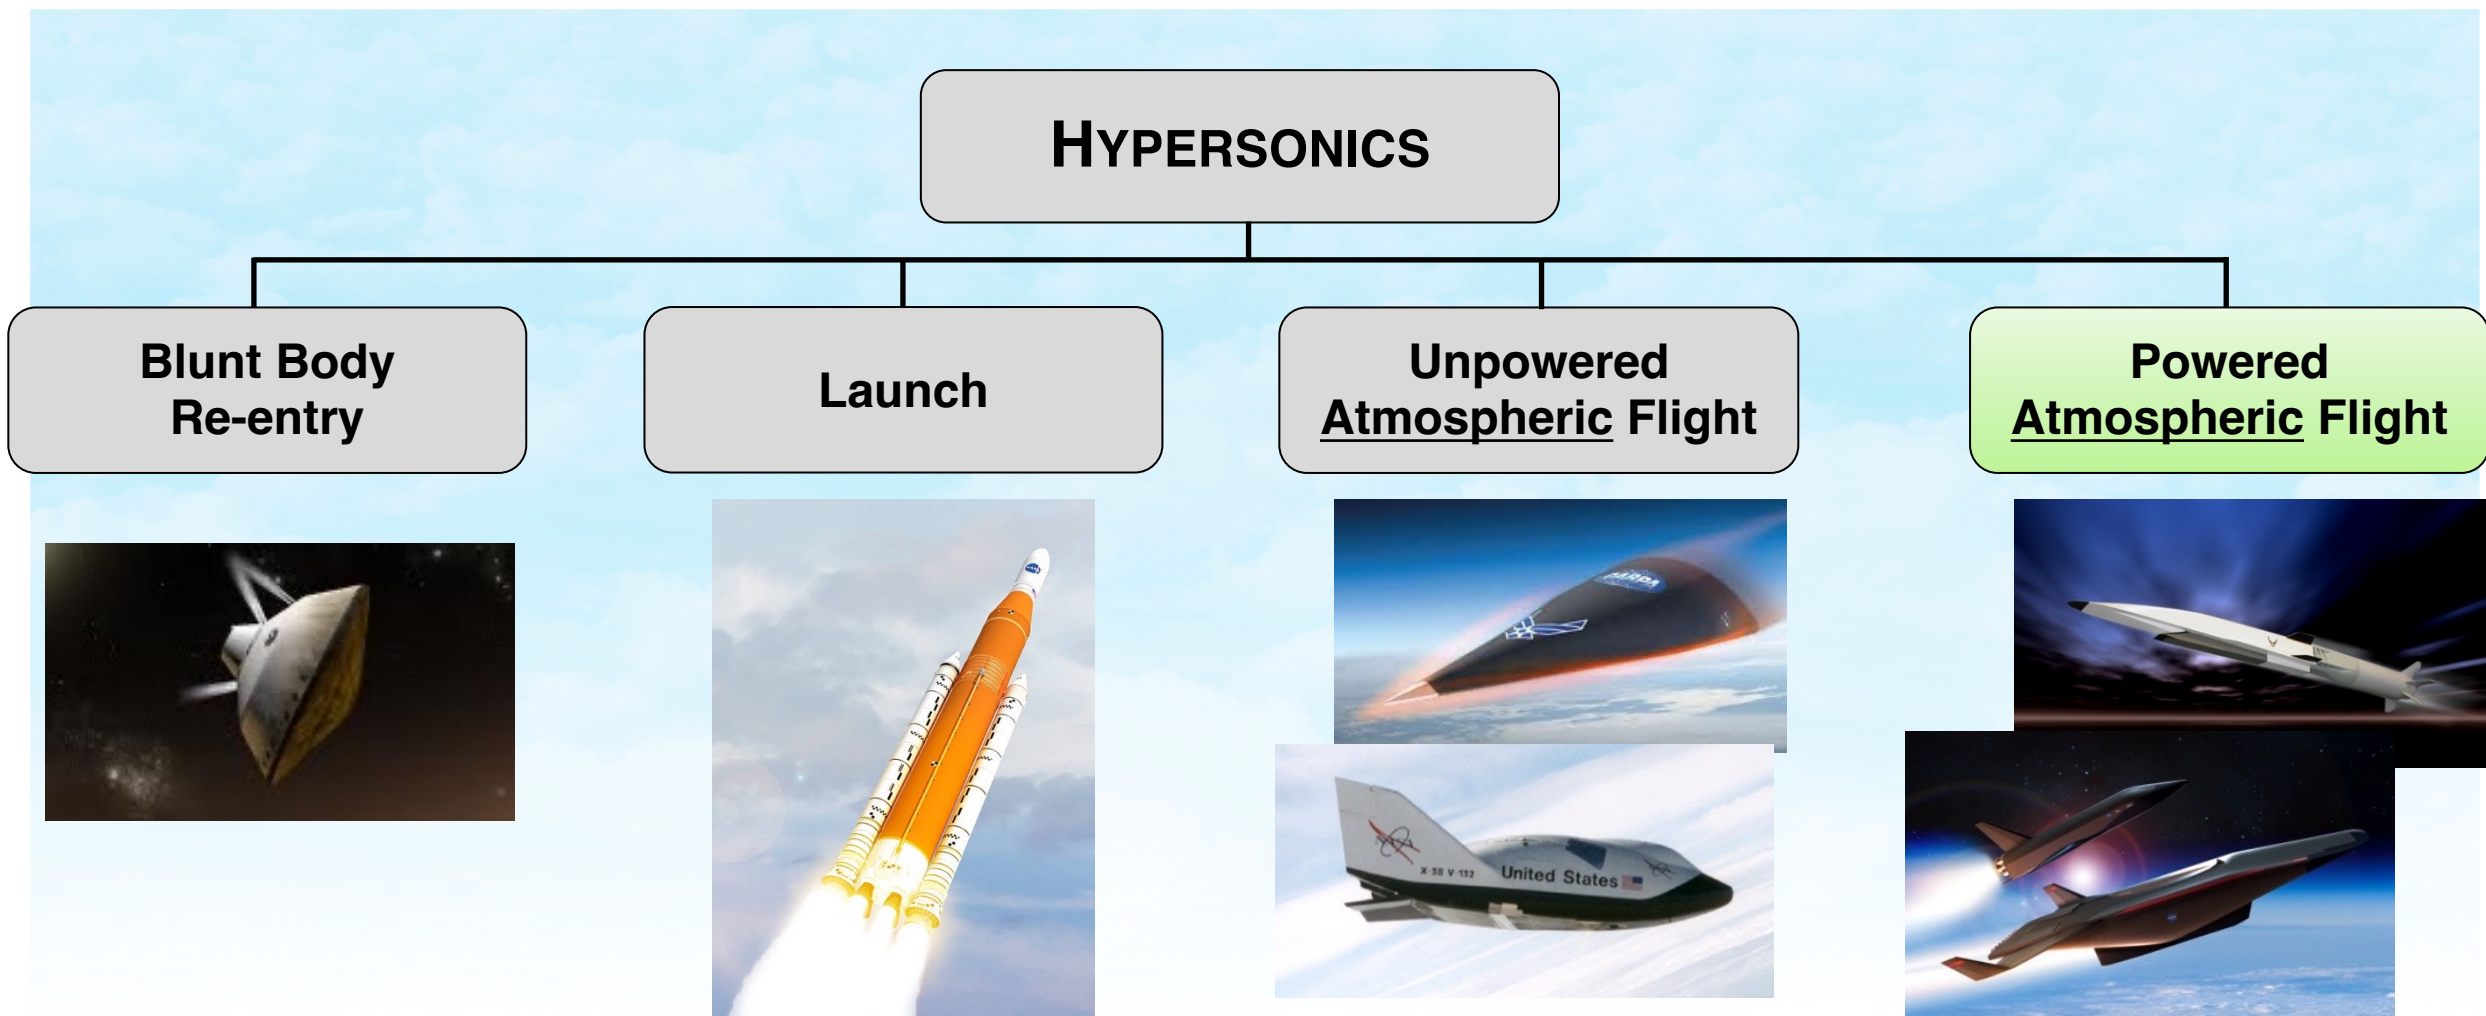 HYPERSONICS
Blunt Body
Re-entry
Launch
Unpowered
Atmospheric Flight
Powered
Atmospheric Flight
DARPA
X-38 V-132
United States